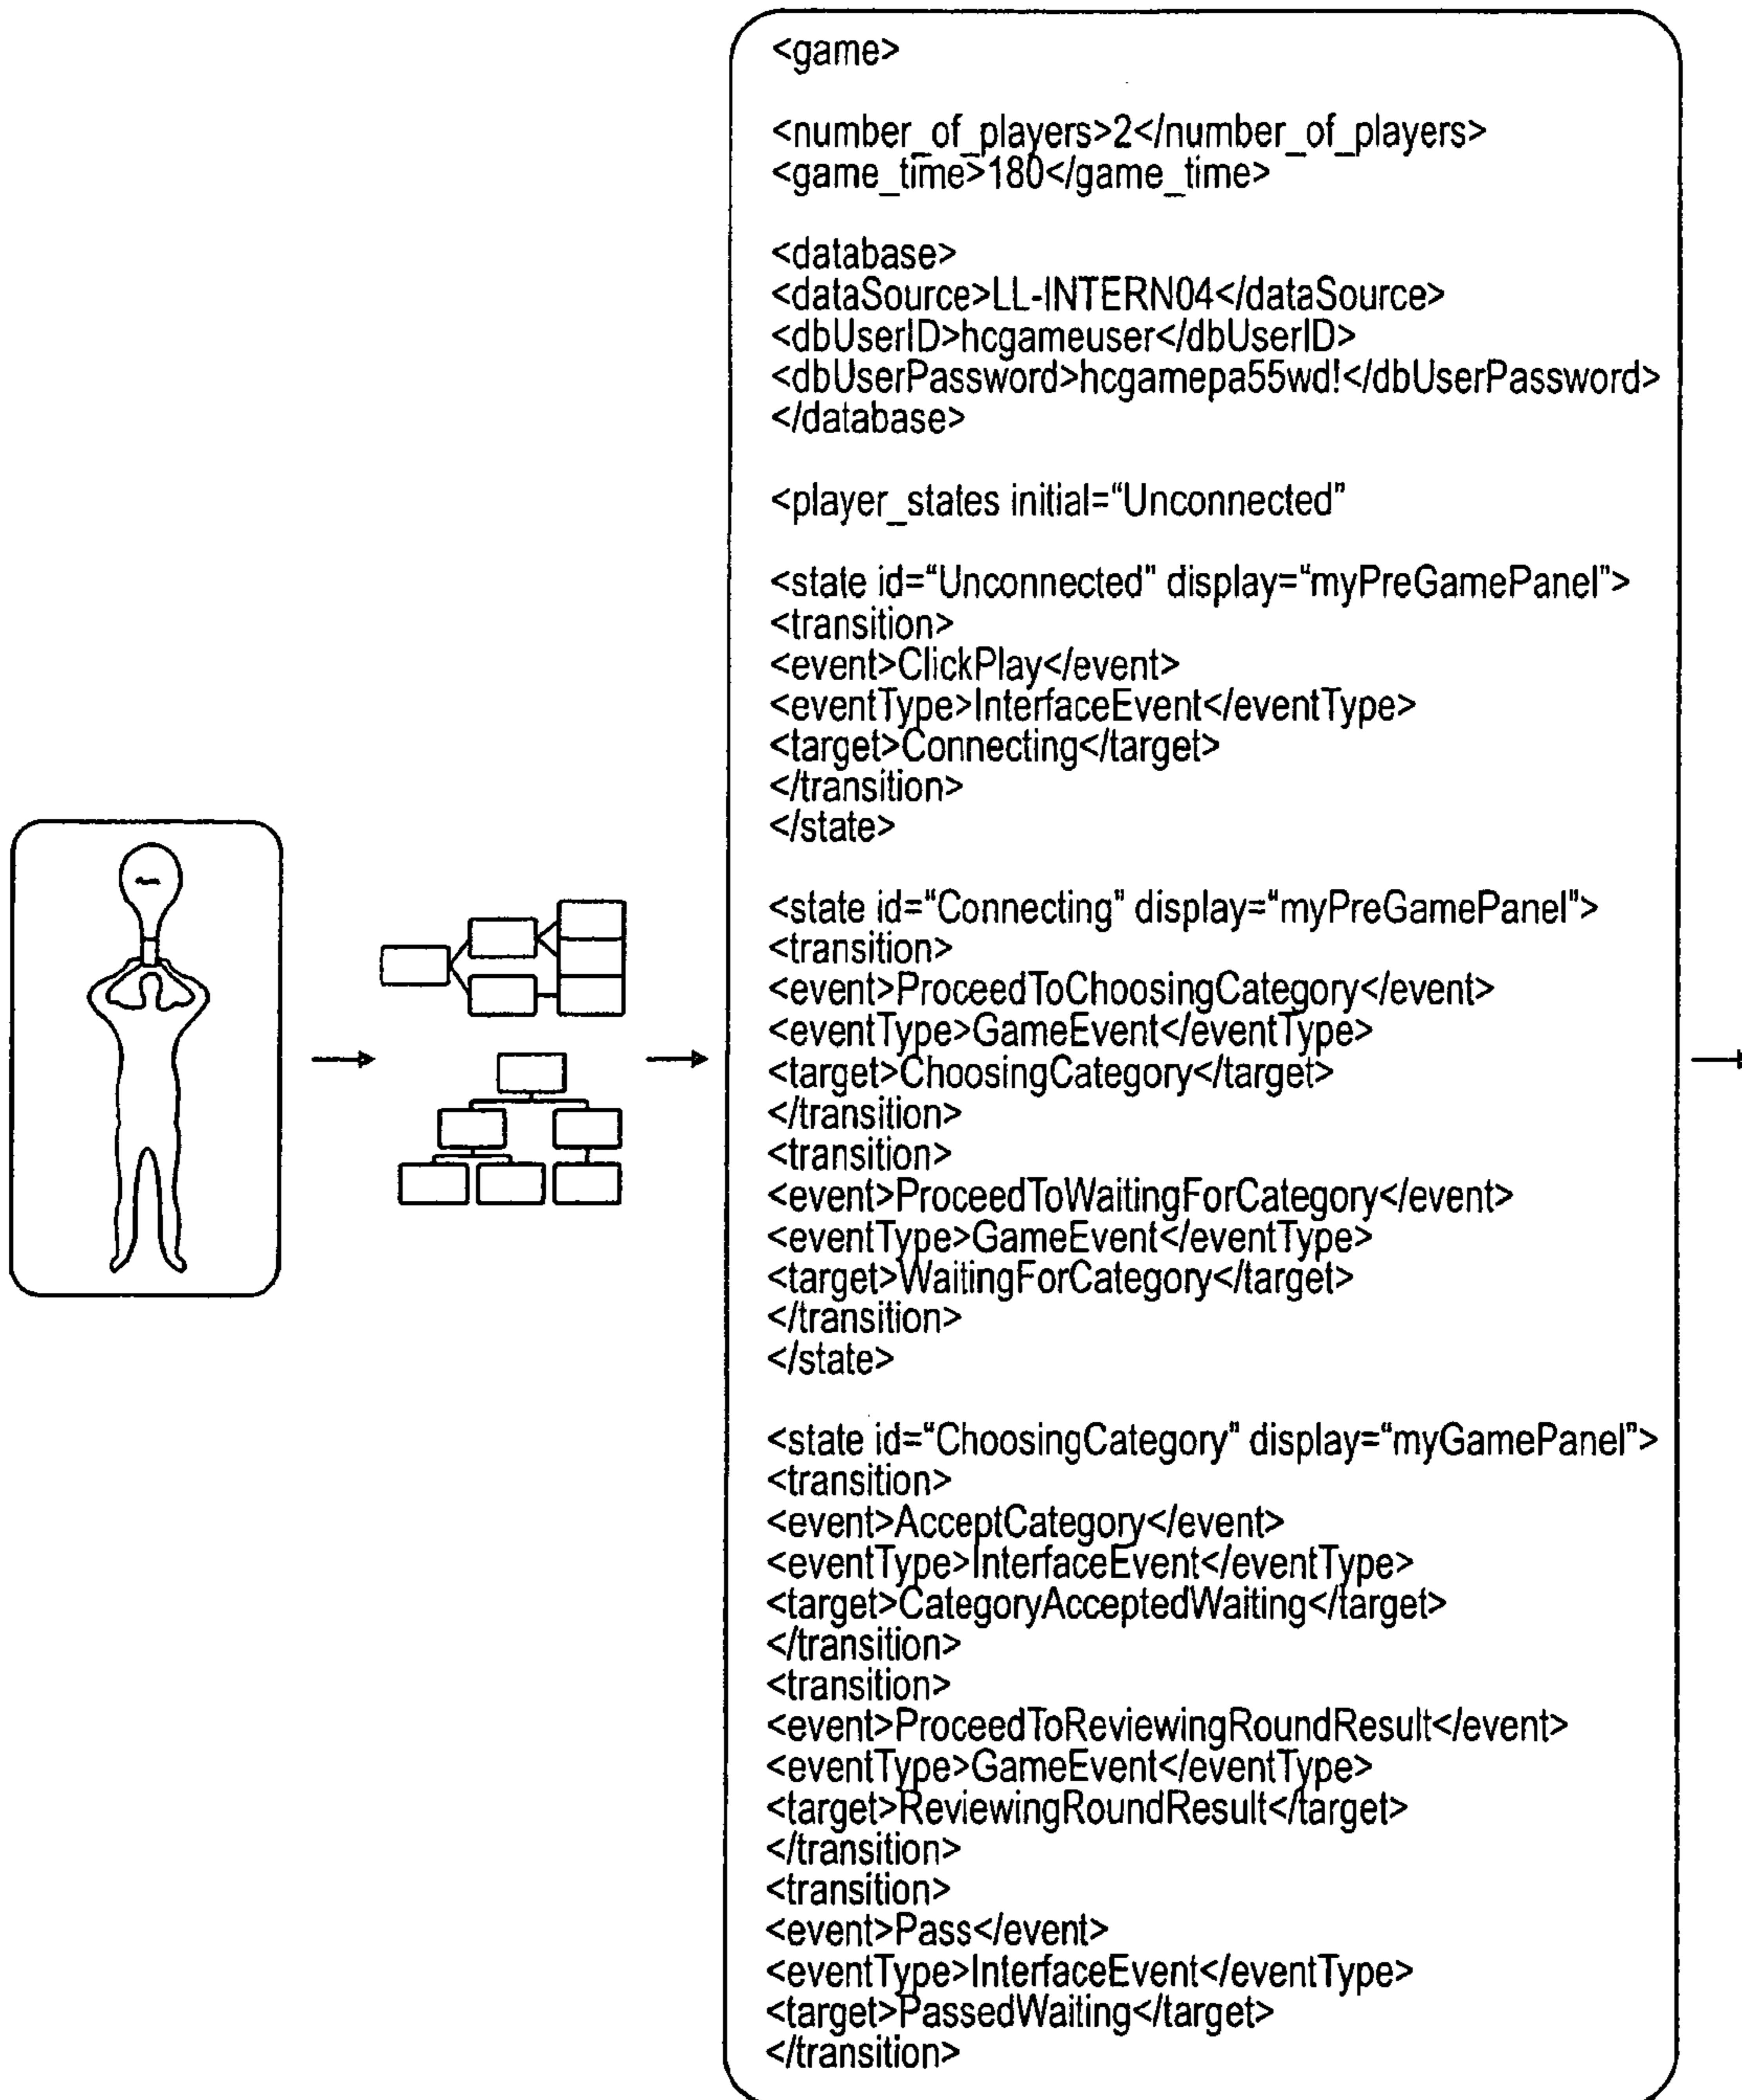 <game>
<number_of_players>2</number_of_players>
<game_time>180</game_time>
<database>
<dataSource>LL-INTERN04</dataSource>
<dbUserID>hcgameuser</dbUserID>
<dbUserPassword>hcgamepa55wd!</dbUserPassword>
</database>
<player_states initial="Unconnected"
<state id="Unconnected" display="myPreGamePanel">
<transition>
<event>ClickPlay</event>
<eventType>InterfaceEvent</eventType>
<target>Connecting</target>
</transition>
</state>
<state id="Connecting" display="myPreGamePanel">
<transition>
<event>ProceedToChoosingCategory</event>
<eventType>GameEvent</eventType>
<target>ChoosingCategory</target>
</transition>
<transition>
<event>ProceedToWaitingForCategory</event>
<eventType>GameEvent</eventType>
<target>WaitingForCategory</target>
</transition>
</state>
<state id="ChoosingCategory" display="myGamePanel">
<transition>
<event>AcceptCategory</event>
<eventType>InterfaceEvent</eventType>
<target>CategoryAcceptedWaiting</target>
</transition>
<transition>
<event>ProceedToReviewingRoundResult</event>
<eventType>GameEvent</eventType>
<target>ReviewingRoundResult</target>
</transition>
<transition>
<event>Pass</event>
<eventType>InterfaceEvent</eventType>
<target>PassedWaiting</target>
</transition>